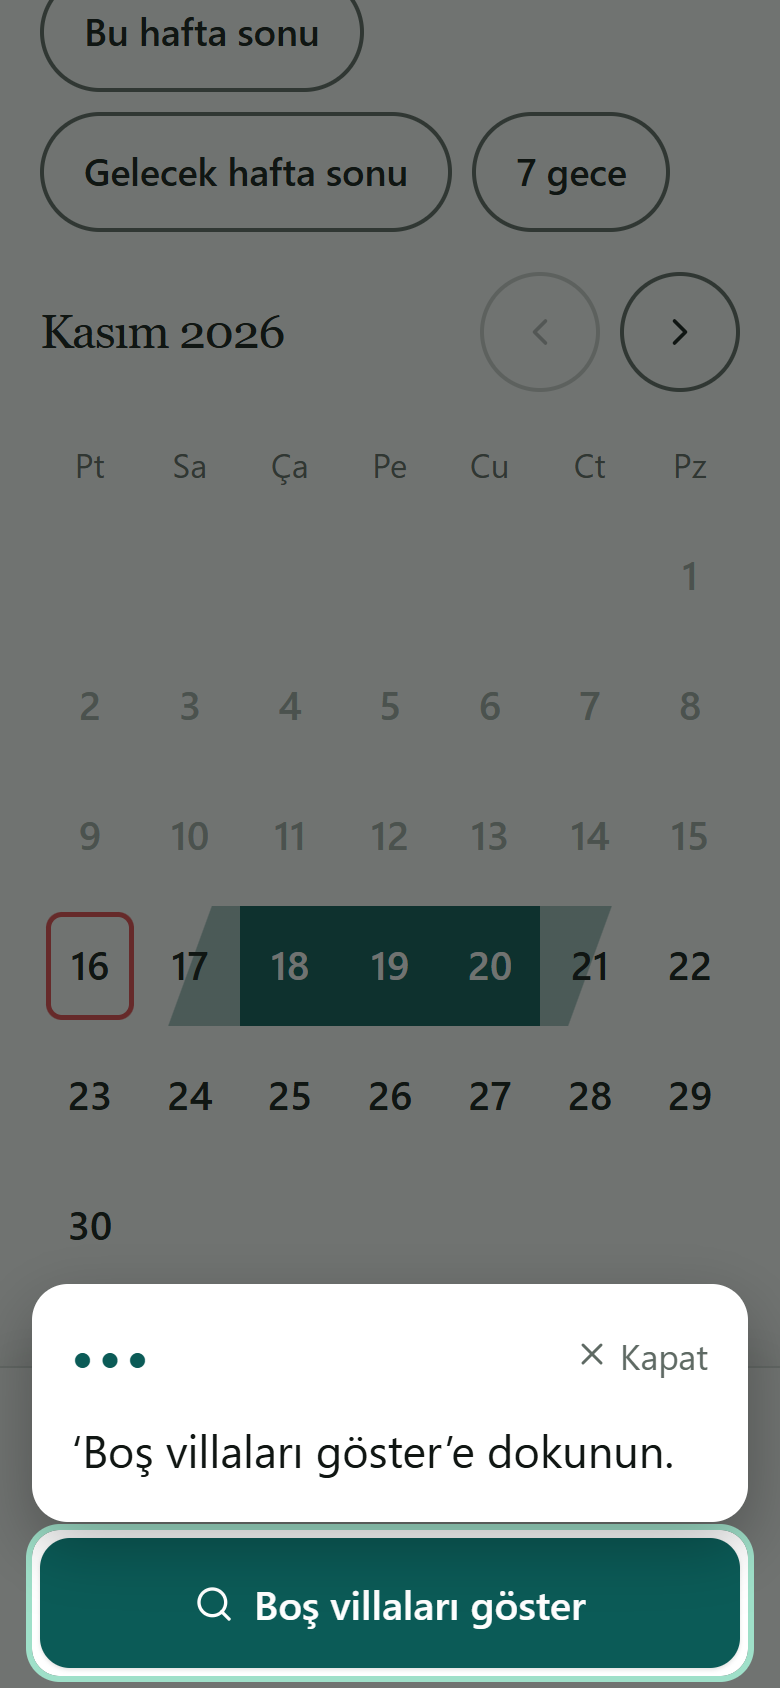 Bu hafta sonu
Gelecek hafta sonu 7 gece
Kasım 2026
Pt Sa Ça Pe Cu Ct Pz
1
2 3 4 5 6 7 8
9 10 11 12 13 14 15
16 17 18 19 20 21 22
23 24 25 26 27 28 29
30
Kapat
‘Boş villaları göster’e dokunun.
Boş villaları göster